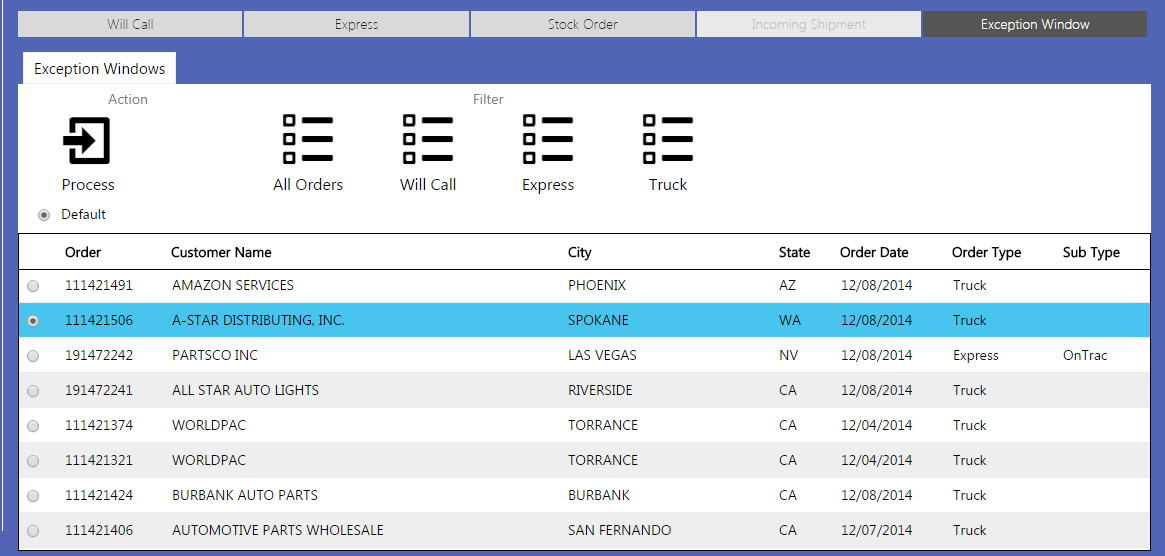 Will Call Express Stock Order Incoming Shipment Exception Window
Exception Windows
Action Filter
Process All Orders Will Call Express Truck
Default
Order Customer Name City State Order Date Order Type Sub Type
111421491 AMAZON SERVICES PHOENIX AZ 12/08/2014 Truck
111421506 A-STAR DISTRIBUTING, INC. SPOKANE WA 12/08/2014 Truck
191472242 PARTSCO INC LAS VEGAS NV 12/08/2014 Express OnTrac
191472241 ALL STAR AUTO LIGHTS RIVERSIDE CA 12/08/2014 Truck
111421374 WORLDPAC TORRANCE CA 12/04/2014 Truck
111421321 WORLDPAC TORRANCE CA 12/04/2014 Truck
111421424 BURBANK AUTO PARTS BURBANK CA 12/08/2014 Truck
111421406 AUTOMOTIVE PARTS WHOLESALE SAN FERNANDO CA 12/07/2014 Truck